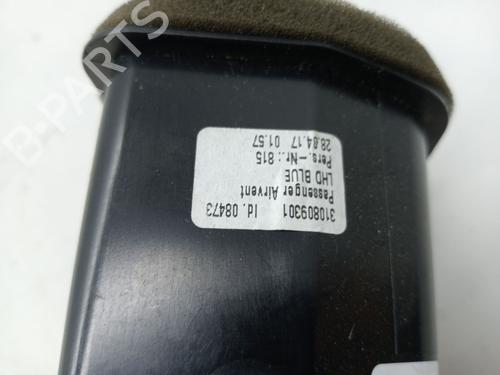 310809301 Id. 08473
Passenger Airvent
LHD BLUE
Pers.-Nr.: 815
28.04.17 01.57
B-PARTS